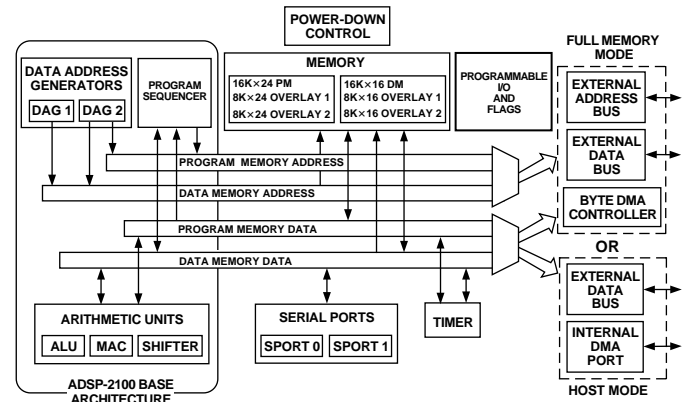 POWER-DOWN
CONTROL
DATA ADDRESS
GENERATORS
DAG 1
DAG 2
PROGRAM
SEQUENCER
MEMORY
16K×24 PM
8K×24 OVERLAY 1
8K×24 OVERLAY 2
16K×16 DM
8K×16 OVERLAY 1
8K×16 OVERLAY 2
PROGRAMMABLE
I/O
AND
FLAGS
FULL MEMORY
MODE
EXTERNAL
ADDRESS
BUS
EXTERNAL
DATA
BUS
BYTE DMA
CONTROLLER
OR
EXTERNAL
DATA
BUS
INTERNAL
DMA
PORT
HOST MODE
PROGRAM MEMORY ADDRESS
DATA MEMORY ADDRESS
PROGRAM MEMORY DATA
DATA MEMORY DATA
ARITHMETIC UNITS
ALU
MAC
SHIFTER
SERIAL PORTS
SPORT 0
SPORT 1
TIMER
ADSP-2100 BASE
ARCHITECTURE